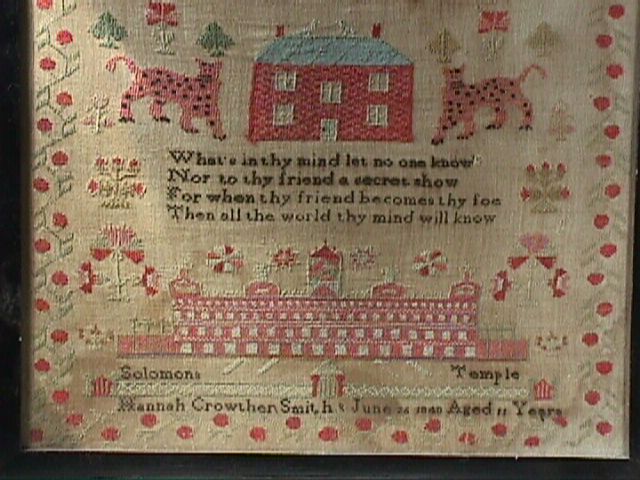 What's in thy mind let no one know
Nor to thy friend a secret show
For when thy friend becomes thy foe
Then all the world thy mind will know
Solomons Temple
Hannah Crowther Smith June 26 1840 Aged 11 Years